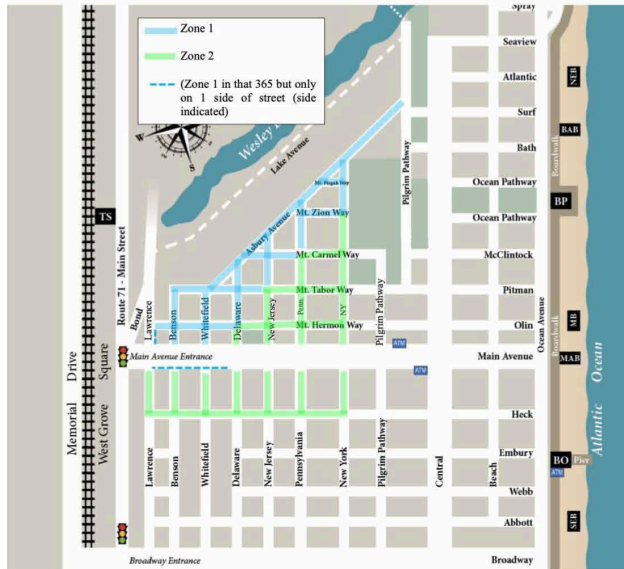 Zone 1
Zone 2
(Zone 1 in that 365 but only
on 1 side of street (side
indicated)
Spray
Seaview
Atlantic
Surf
Bath
Ocean Pathway
Ocean Pathway
McClintock
Pitman
Olin
Main Avenue
Heck
Embury
Webb
Abbott
Broadway
W
S
Wesley
Lake Avenue
Asbury Avenue
Mt. Zion Way
Mt. Carmel Way
Mt. Tabor Way
Mt. Hermon Way
Pilgrim Pathway
Pilgrim Pathway
TS
Route 71 - Main Street
Bond
Lawrence
Benson
Whitefield
Delaware
New Jersey
Penn.
NY
Main Avenue Entrance
ATM
ATM
Memorial Drive
West Grove Square
Lawrence
Benson
Whitefield
Delaware
New Jersey
Pennsylvania
New York
Pilgrim Pathway
Central
Beach
Ocean Avenue
Broadway Entrance
NEB
BAB
Boardwalk
BP
MB
Boardwalk
MAB
BO
Pier
ATM
SEB
Atlantic Ocean